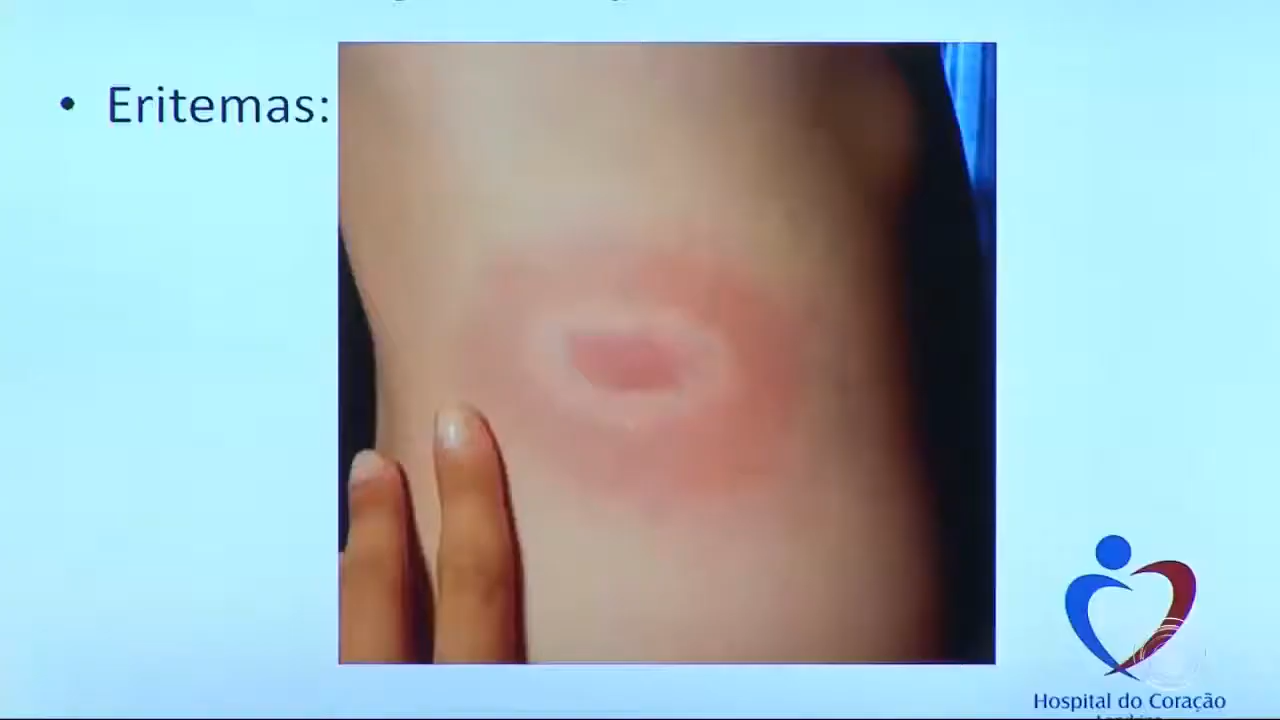 • Eritemas:
Hospital do Coração